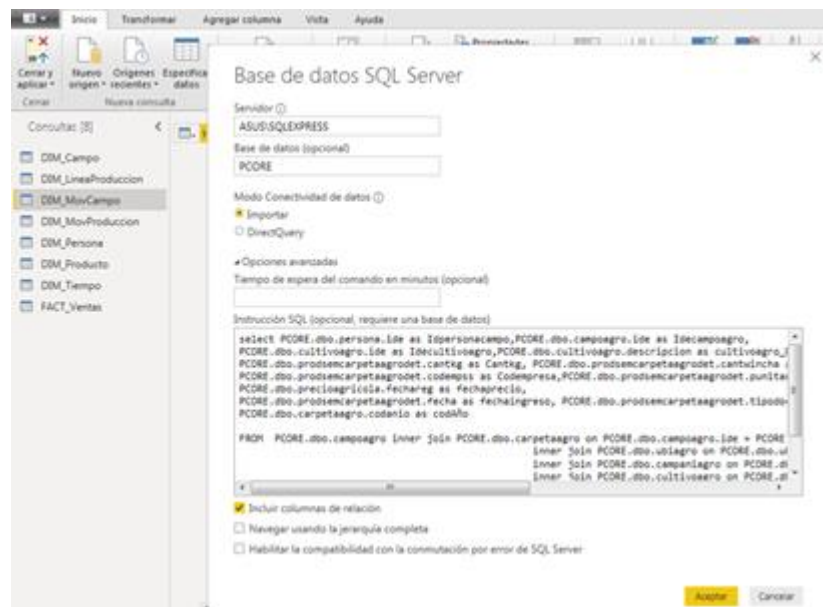 Inicio Transformar Agregar columna Vista Ayuda
Cerrar y aplicar
Nuevo origen
Orígenes recientes
Especifica datos
Propiedades
Cerrar
Nueva consulta
Consultas [8]
DIM_Campo
DIM_LineaProduccion
DIM_MovCampo
DIM_MovProduccion
DIM_Persona
DIM_Producto
DIM_Tiempo
FACT_Ventas
Base de datos SQL Server
Servidor
ASUS\SQLEXPRESS
Base de datos (opcional)
PCORE
Modo Conectividad de datos
Importar
DirectQuery
Opciones avanzadas
Tiempo de espera del comando en minutos (opcional)
Instrucción SQL (opcional, requiere una base de datos)
select PCORE.dbo.persona.ide as Idpersonacampo,PCORE.dbo.campoagro.ide as Idecampoagro,
PCORE.dbo.cultivoagro.ide as Idecultivoagro,PCORE.dbo.cultivoagro.descripcion as cultivoagro_
PCORE.dbo.prodsemcarpetaagrodet.cantkg as Cantkg, PCORE.dbo.prodsemcarpetaagrodet.cantwincha
PCORE.dbo.prodsemcarpetaagrodet.codempss as Codempresa,PCORE.dbo.prodsemcarpetaagrodet.punitar
PCORE.dbo.precioagricola.fechareg as fechaprecio,
PCORE.dbo.prodsemcarpetaagrodet.fecha as fechaingreso, PCORE.dbo.prodsemcarpetaagrodet.tipodo
PCORE.dbo.carpetaagro.codanio as codAño
FROM PCORE.dbo.campoagro inner join PCORE.dbo.carpetaagro on PCORE.dbo.campoagro.ide = PCORE
inner join PCORE.dbo.ubiagro on PCORE.dbo.ub
inner join PCORE.dbo.campaniagro on PCORE.d
inner join PCORE.dbo.cultivoagro on PCORE.d
Incluir columnas de relación
Navegar usando la jerarquía completa
Habilitar la compatibilidad con la conmutación por error de SQL Server
Aceptar Cancelar